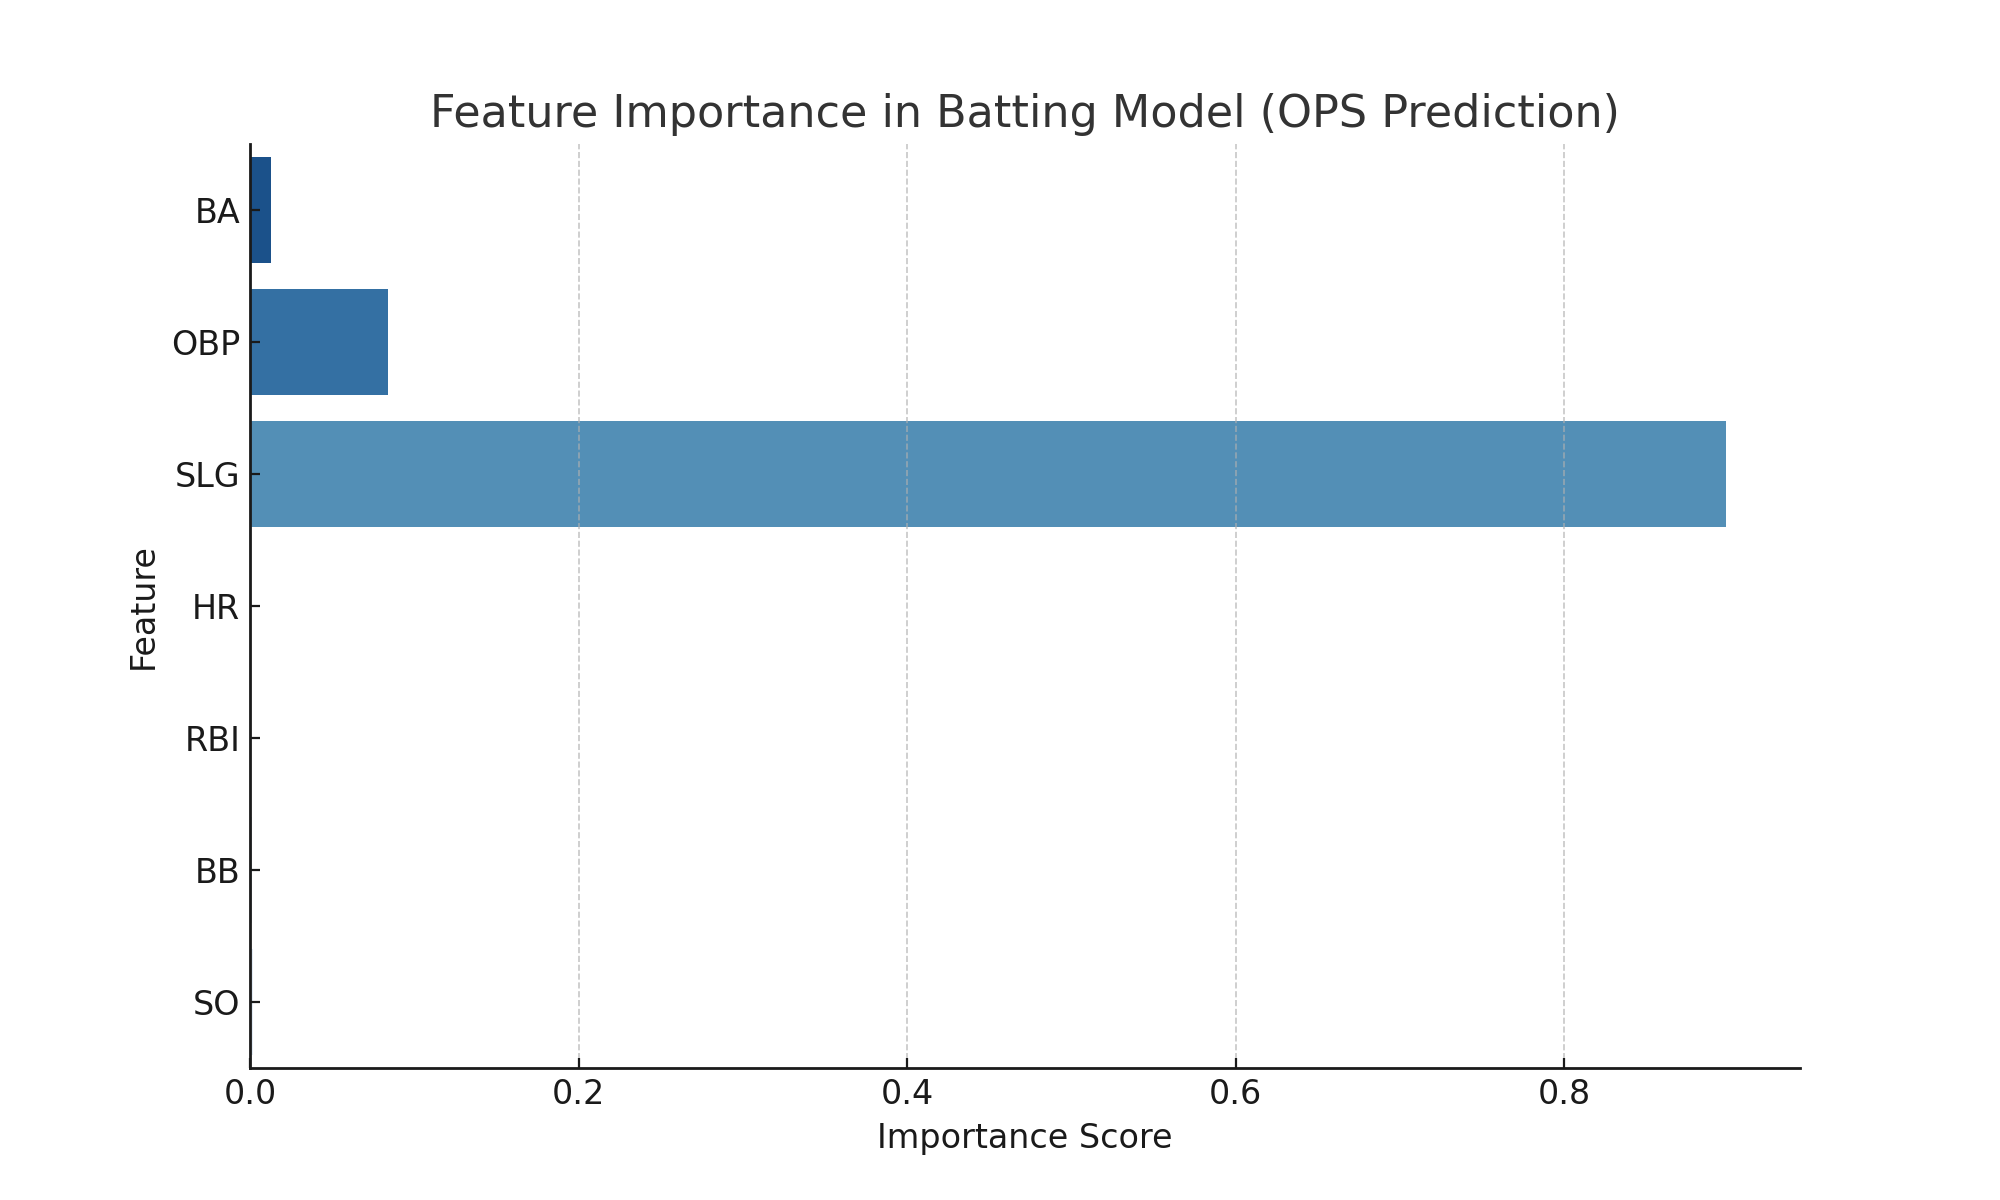 Feature Importance in Batting Model (OPS Prediction)
BA
OBP
SLG
HR
RBI
BB
SO
Feature
0.0 0.2 0.4 0.6 0.8
Importance Score